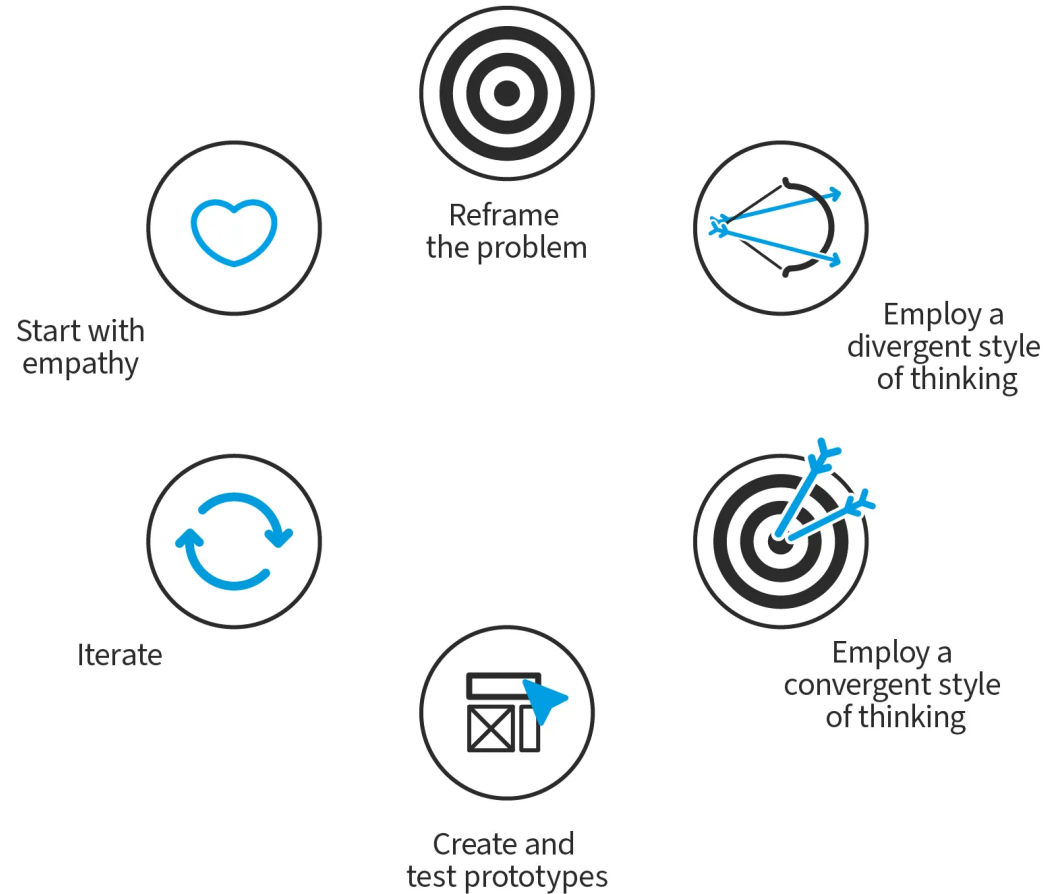 Reframe
the problem
Start with
empathy
Employ a
divergent style
of thinking
Iterate
Employ a
convergent style
of thinking
Create and
test prototypes